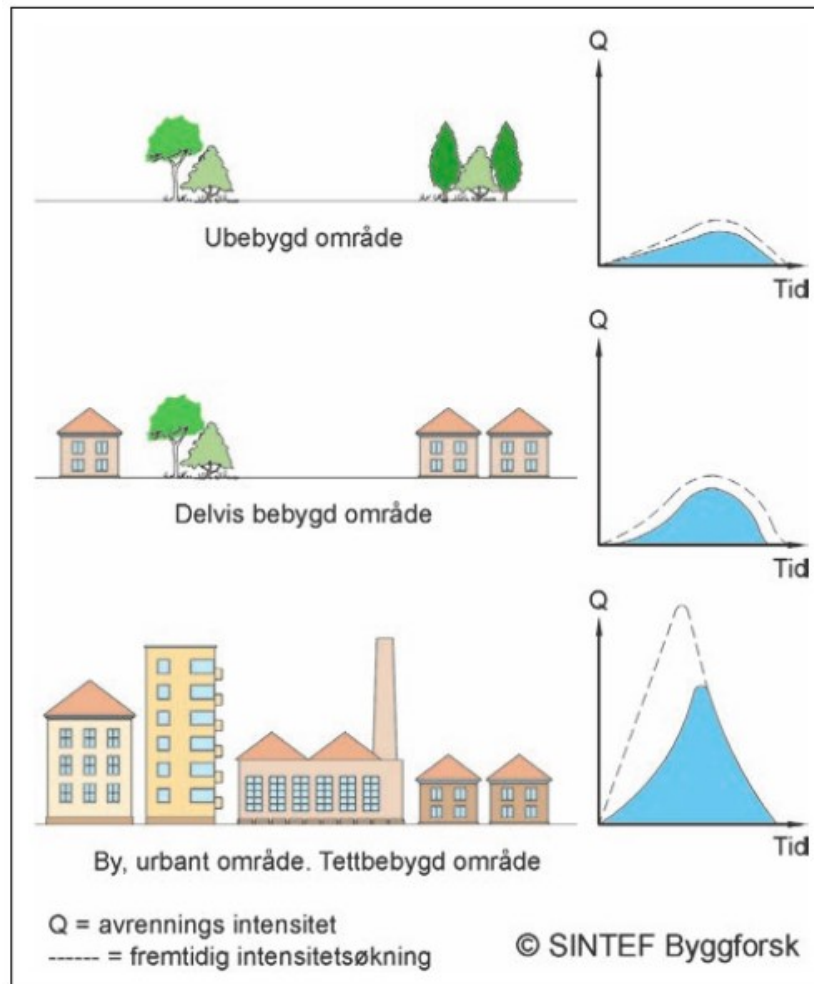 Q
Ubebygd område
Tid
Q
Delvis bebygd område
Tid
Q
By, urbant område. Tettbebygd område
Tid
Q = avrennings intensitet
------ = fremtidig intensitetsøkning
© SINTEF Byggforsk